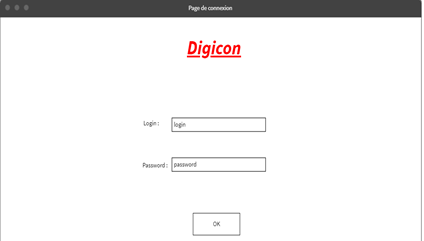 Page de connexion
Digicon
Login : login
Password : password
OK